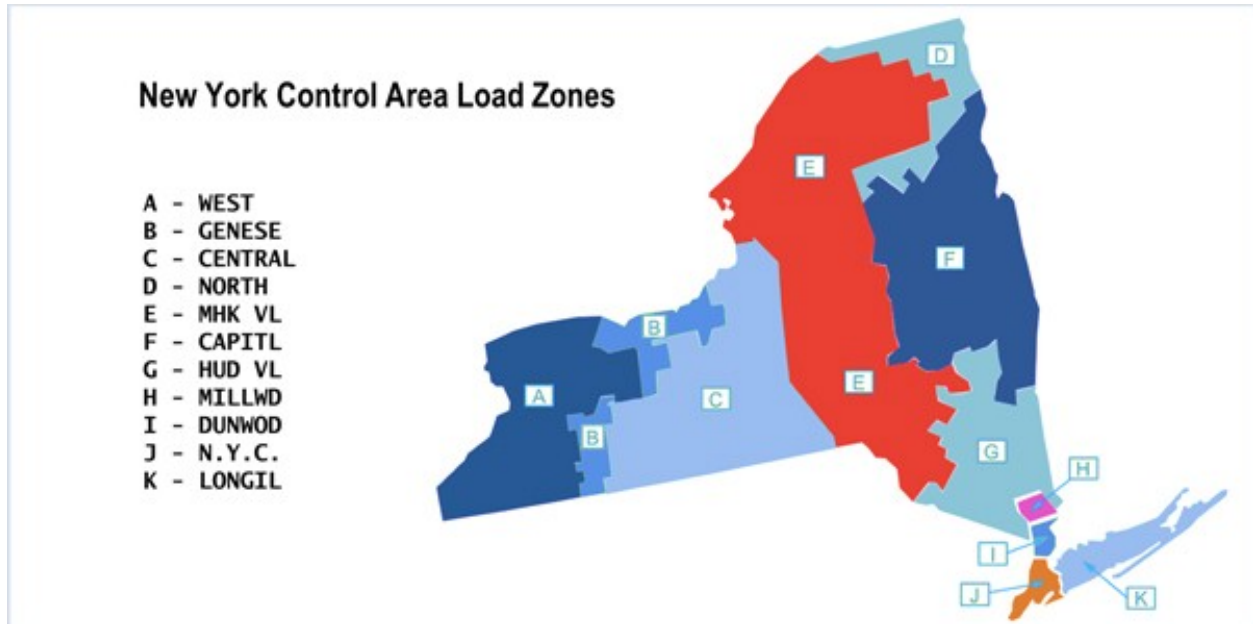 New York Control Area Load Zones
A - WEST
B - GENESE
C - CENTRAL
D - NORTH
E - MHK VL
F - CAPITL
G - HUD VL
H - MILLWD
I - DUNWOD
J - N.Y.C.
K - LONGIL
D
E
F
B
A
C
E
B
G
H
I
J
K